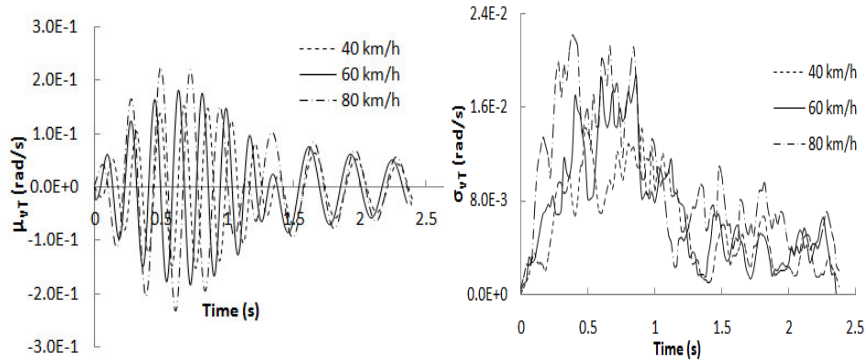 3.0E-1
2.0E-1
1.0E-1
0.0E+0
-1.0E-1
-2.0E-1
-3.0E-1
μvT (rad/s)
0 0.5 1 1.5 2 2.5
Time (s)
40 km/h
60 km/h
80 km/h
2.4E-2
1.6E-2
8.0E-3
0.0E+0
σvT (rad/s)
0 0.5 1 1.5 2 2.5
Time (s)
40 km/h
60 km/h
80 km/h